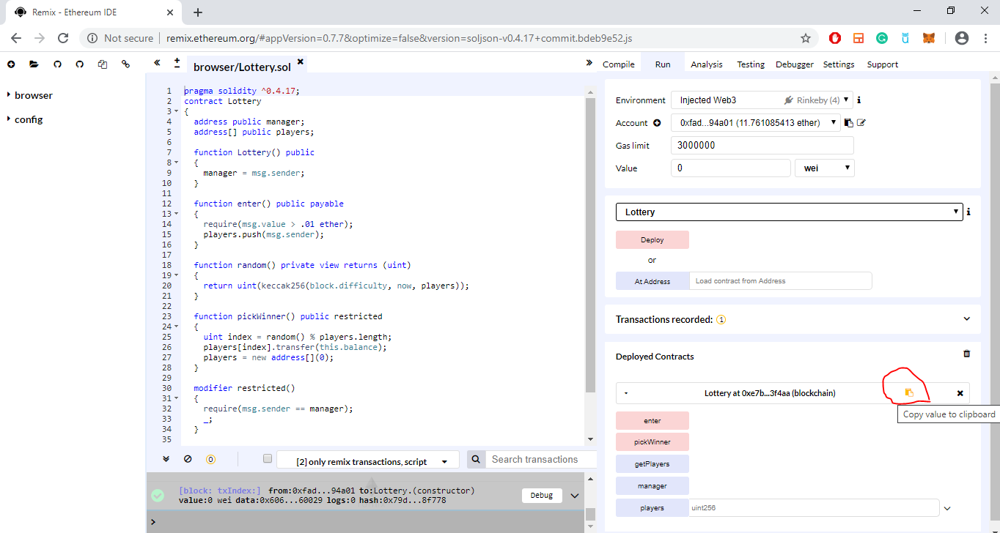 Remix - Ethereum IDE
Not secure | remix.ethereum.org/#appVersion=0.7.7&optimize=false&version=soljson-v0.4.17+commit.bdeb9e52.js
browser
config
browser/Lottery.sol
1 pragma solidity ^0.4.17;
2 contract Lottery
3 {
4 address public manager;
5 address[] public players;
6
7 function Lottery() public
8 {
9 manager = msg.sender;
10 }
11
12 function enter() public payable
13 {
14 require(msg.value > .01 ether);
15 players.push(msg.sender);
16 }
17
18 function random() private view returns (uint)
19 {
20 return uint(keccak256(block.difficulty, now, players));
21 }
22
23 function pickWinner() public restricted
24 {
25 uint index = random() % players.length;
26 players[index].transfer(this.balance);
27 players = new address[](0);
28 }
29
30 modifier restricted()
31 {
32 require(msg.sender == manager);
33 _;
34 }
35
0
[2] only remix transactions, script
Search transactions
[block: txIndex:] from:0xfad...94a01 to:Lottery.(constructor)
value:0 wei data:0x606...60029 logs:0 hash:0x79d...8f778
Debug
>
Compile Run Analysis Testing Debugger Settings Support
Environment Injected Web3 Rinkeby (4) i
Account 0xfad...94a01 (11.761085413 ether)
Gas limit 3000000
Value 0 wei
Lottery i
Deploy
or
At Address Load contract from Address
Transactions recorded: 1
Deployed Contracts
Lottery at 0xe7b...3f4aa (blockchain)
Copy value to clipboard
enter
pickWinner
getPlayers
manager
players uint256